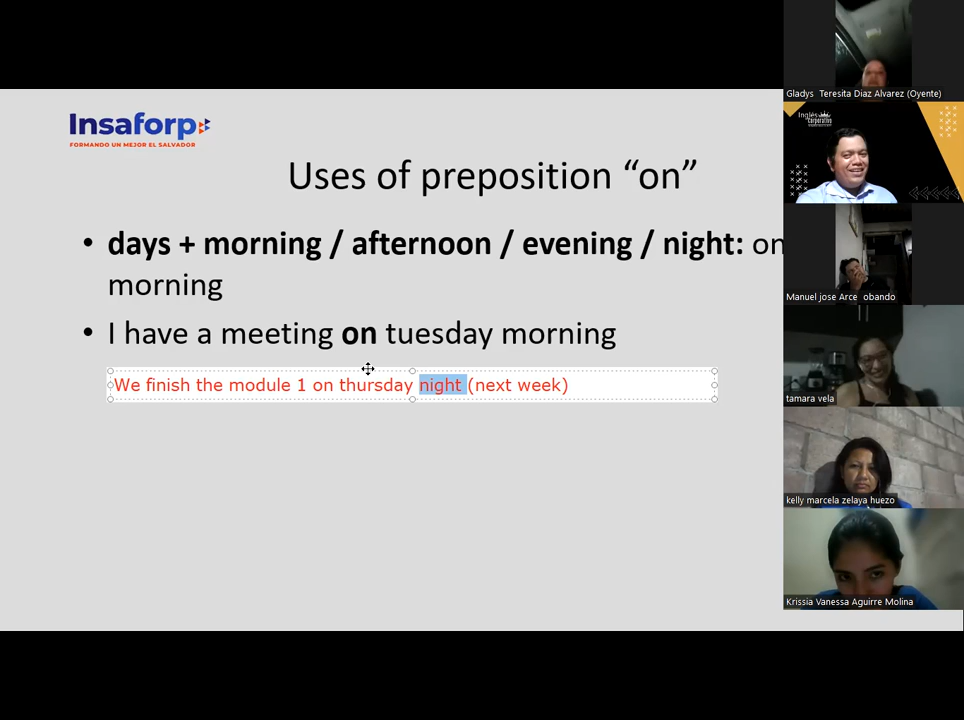 Gladys Teresita Diaz Alvarez (Oyente)
Insaforp
FORMANDO UN MEJOR EL SALVADOR
Inglés
corporativo
Uses of preposition “on”
• days + morning / afternoon / evening / night: on
morning
• I have a meeting on tuesday morning
We finish the module 1 on thursday night (next week)
Manuel jose Arce obando
tamara vela
kelly marcela zelaya huezo
Krissia Vanessa Aguirre Molina